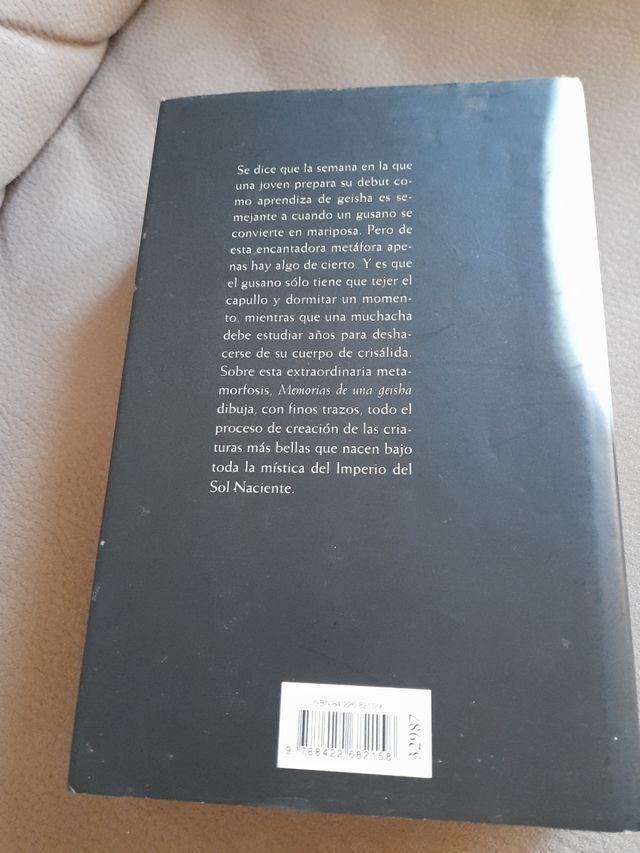 Se dice que la semana en la que
una joven prepara su debut co-
mo aprendiza de geisha es se-
mejante a cuando un gusano se
convierte en mariposa. Pero de
esta encantadora metáfora ape-
nas hay algo de cierto. Y es que
el gusano sólo tiene que tejer el
capullo y dormitar un momen-
to, mientras que una muchacha
debe estudiar años para desha-
cerse de su cuerpo de crisálida.
Sobre esta extraordinaria meta-
morfosis, Memorias de una geisha
dibuja, con finos trazos, todo el
proceso de creación de las cria-
turas más bellas que nacen bajo
toda la mística del Imperio del
Sol Naciente.
ISBN 84-226-8215-X
9 788422 682158
32987